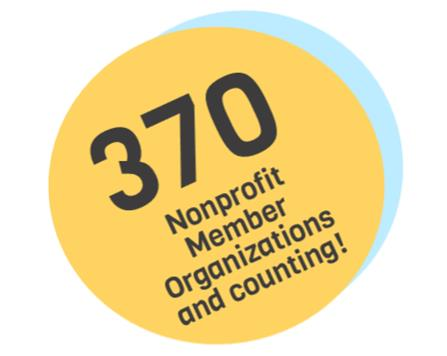 370
Nonprofit
Member
Organizations
and counting!